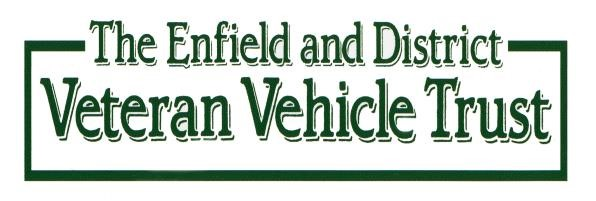 The Enfield and District
Veteran Vehicle Trust